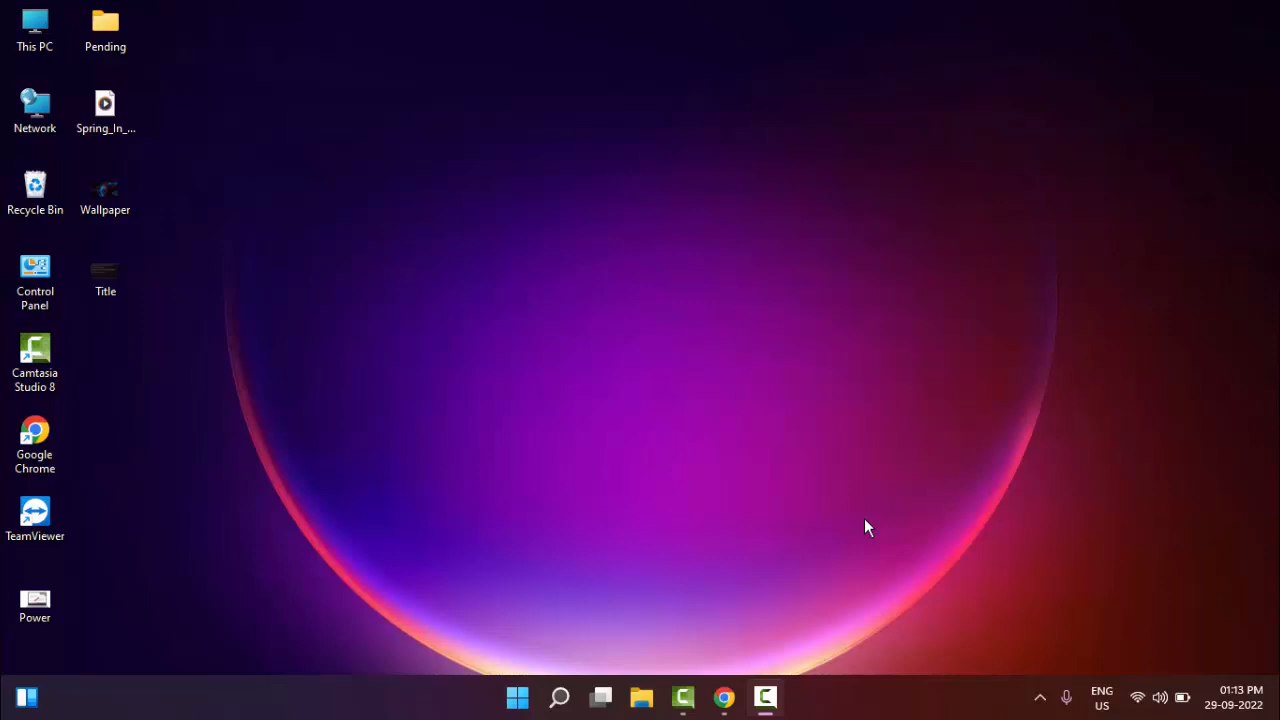 This PC
Pending
Network
Spring_In_...
Recycle Bin
Wallpaper
Control
Panel
Title
Camtasia
Studio 8
Google
Chrome
TeamViewer
Power
ENG
US
01:13 PM
29-09-2022